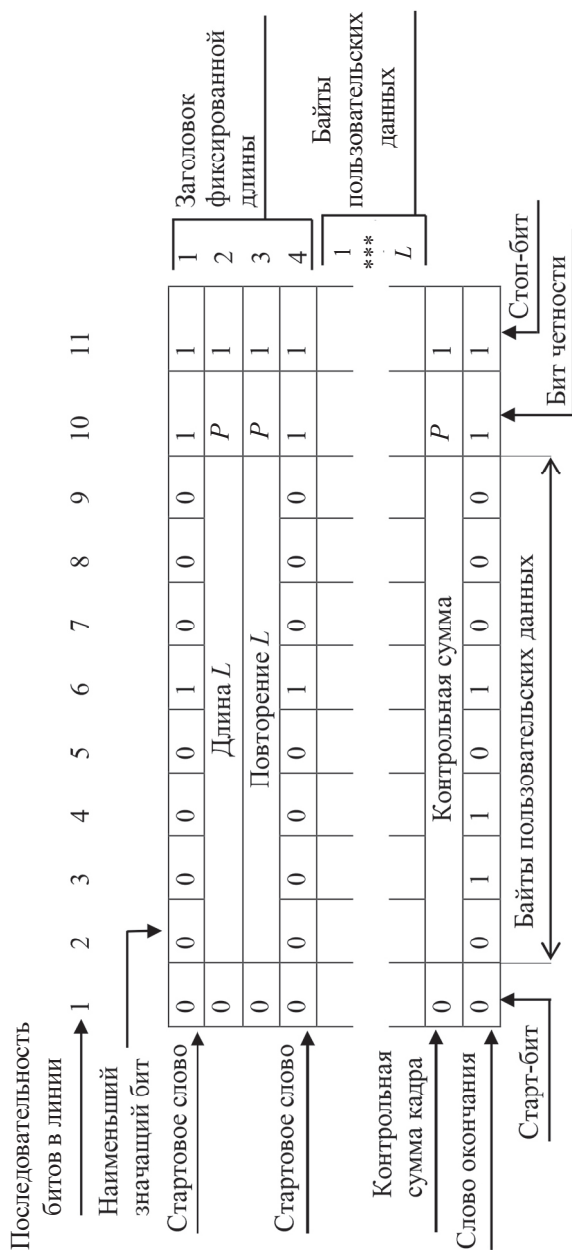 Последовательность
битов в линии
1 2 3 4 5 6 7 8 9 10 11
Наименьший
значащий бит
Стартовое слово
0 0 0 0 0 1 0 0 0 1 1
1
0 Длина L P 1
2
0 Повторение L P 1
3
Стартовое слово
0 0 0 0 0 1 0 0 0 1 1
4
Заголовок
фиксированной
длины
1
***
L
Байты
пользовательских
данных
Контрольная
сумма кадра
0 Контрольная сумма P 1
Слово окончания
0 0 1 1 0 1 0 0 0 1 1
Байты пользовательских данных
Старт-бит
Стоп-бит
Бит четности